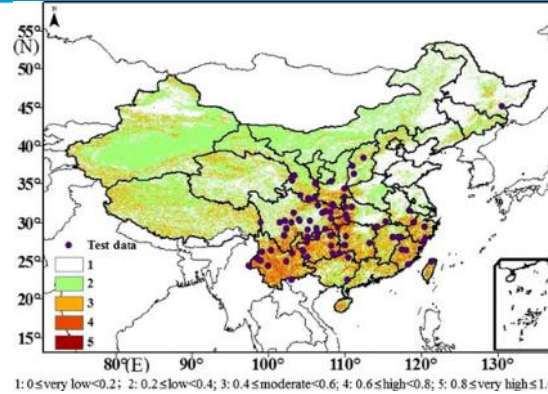 N
(N)
55°
50°
45°
40°
35°
30°
25°
20°
15°
Test data
1
2
3
4
5
80°(E) 90° 100° 110° 120° 130°
1: 0≤very low<0.2; 2: 0.2≤low<0.4; 3: 0.4≤moderate<0.6; 4: 0.6≤high<0.8; 5: 0.8≤very high≤1.0